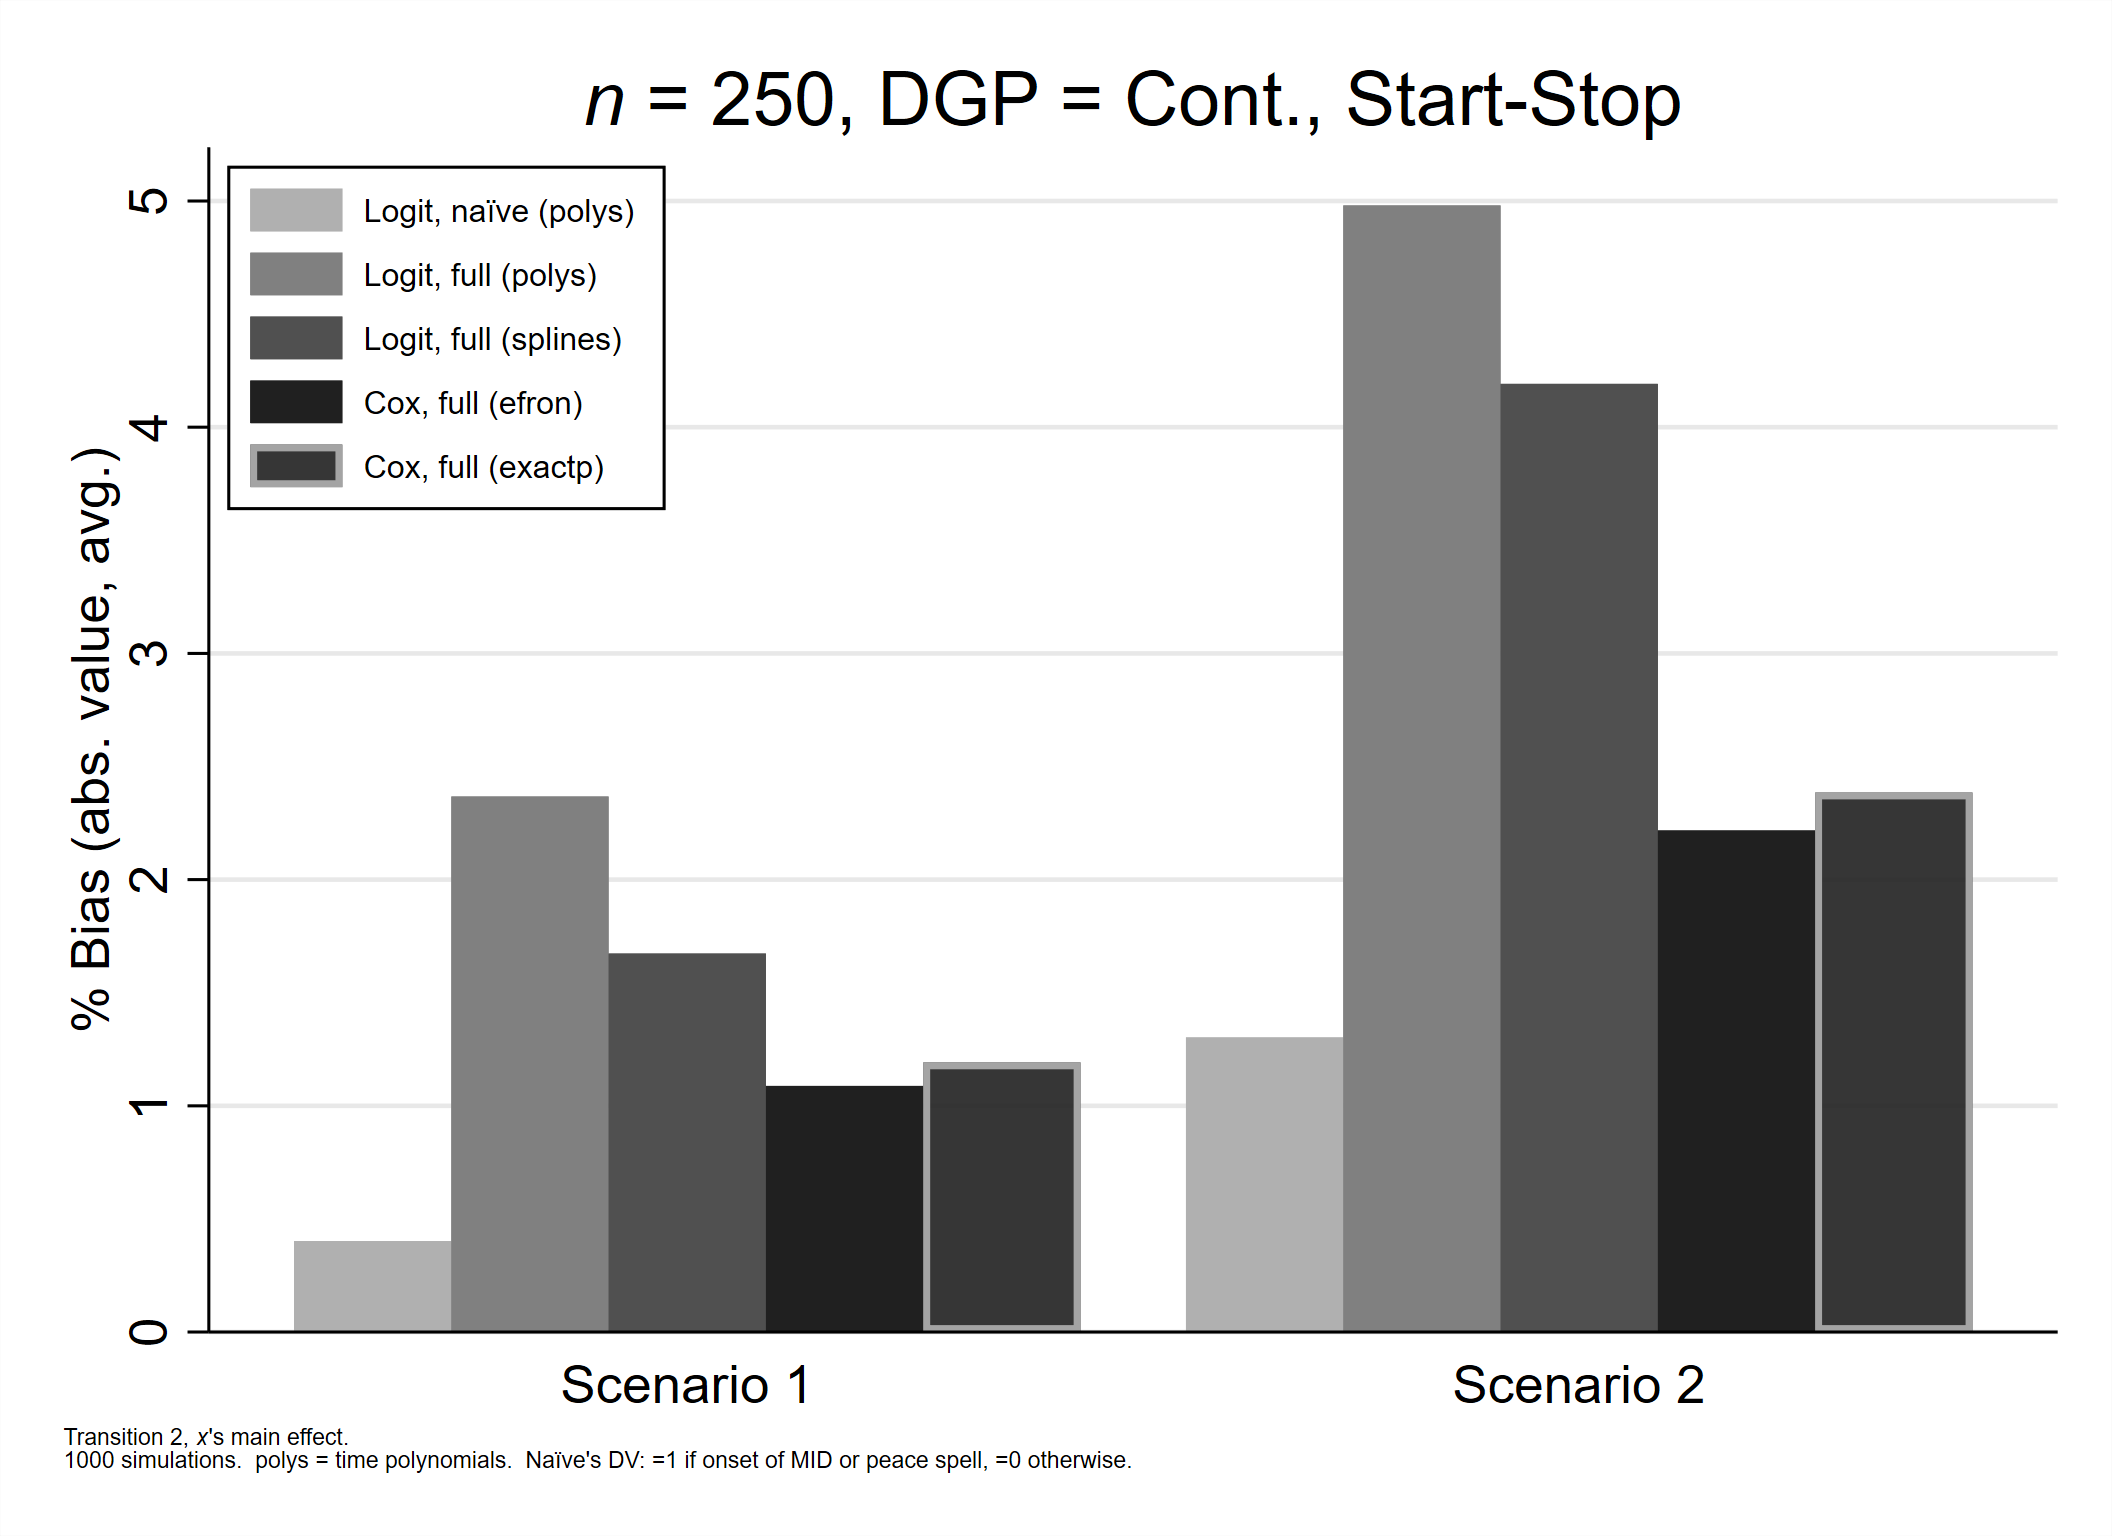 n = 250, DGP = Cont., Start-Stop
% Bias (abs. value, avg.)
5
4
3
2
1
0
Logit, naïve (polys)
Logit, full (polys)
Logit, full (splines)
Cox, full (efron)
Cox, full (exactp)
Scenario 1
Scenario 2
Transition 2, x's main effect.
1000 simulations.  polys = time polynomials.  Naïve's DV: =1 if onset of MID or peace spell, =0 otherwise.